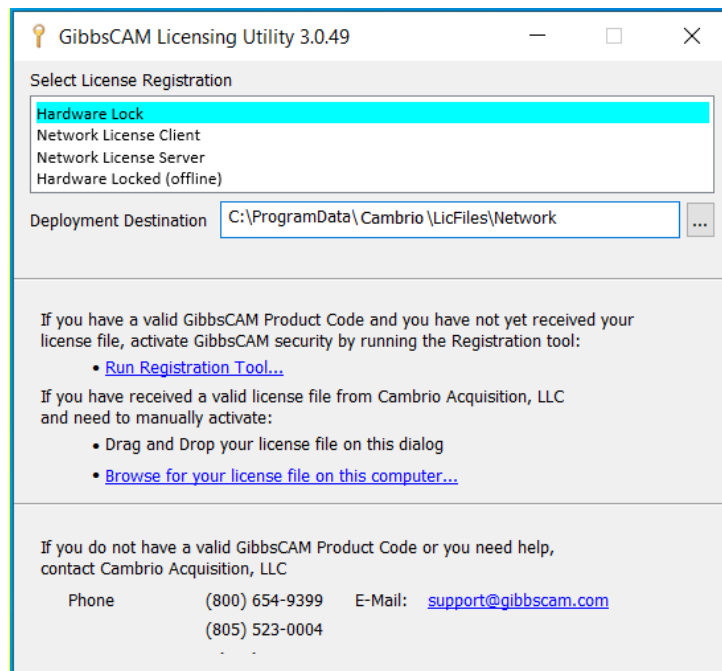 GibbsCAM Licensing Utility 3.0.49
Select License Registration
Hardware Lock
Network License Client
Network License Server
Hardware Locked (offline)
Deployment Destination C:\ProgramData\Cambrio\LicFiles\Network ...
If you have a valid GibbsCAM Product Code and you have not yet received your
license file, activate GibbsCAM security by running the Registration tool:
• Run Registration Tool...
If you have received a valid license file from Cambrio Acquisition, LLC
and need to manually activate:
• Drag and Drop your license file on this dialog
• Browse for your license file on this computer...
If you do not have a valid GibbsCAM Product Code or you need help,
contact Cambrio Acquisition, LLC
Phone (800) 654-9399 E-Mail: support@gibbscam.com
(805) 523-0004